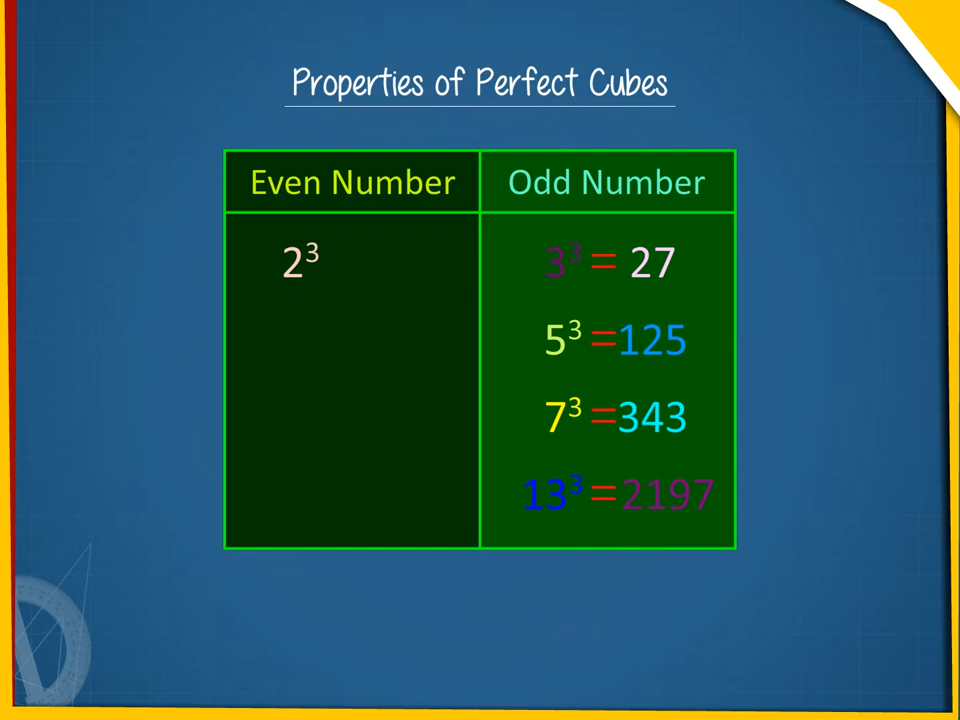 Properties of Perfect Cubes
Even Number Odd Number
2³ 3³ = 27
5³ = 125
7³ = 343
13³ = 2197